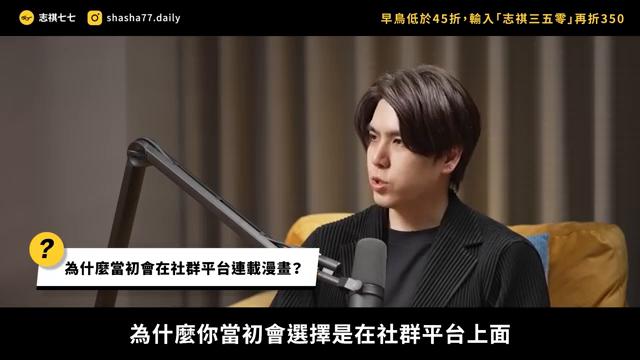 志祺七七
shasha77.daily
早鳥低於45折,輸入「志祺三五零」再折350
?
為什麼當初會在社群平台連載漫畫?
為什麼你當初會選擇是在社群平台上面